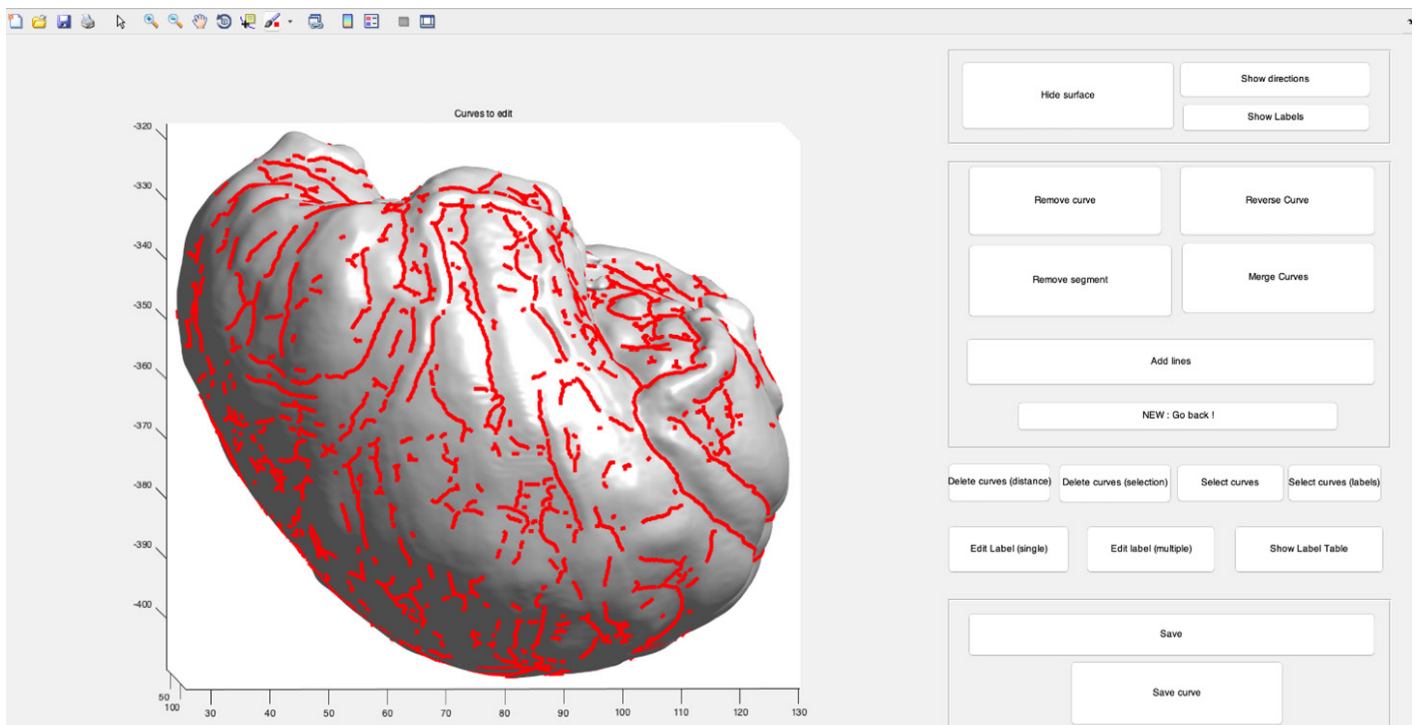 Curves to edit
-320
-330
-340
-350
-360
-370
-380
-390
-400
50
100
30
40
50
60
70
80
90
100
110
120
130
Hide surface
Show directions
Show Labels
Remove curve
Reverse Curve
Remove segment
Merge Curves
Add lines
NEW : Go back !
Delete curves (distance)
Delete curves (selection)
Select curves
Select curves (labels)
Edit Label (single)
Edit label (multiple)
Show Label Table
Save
Save curve